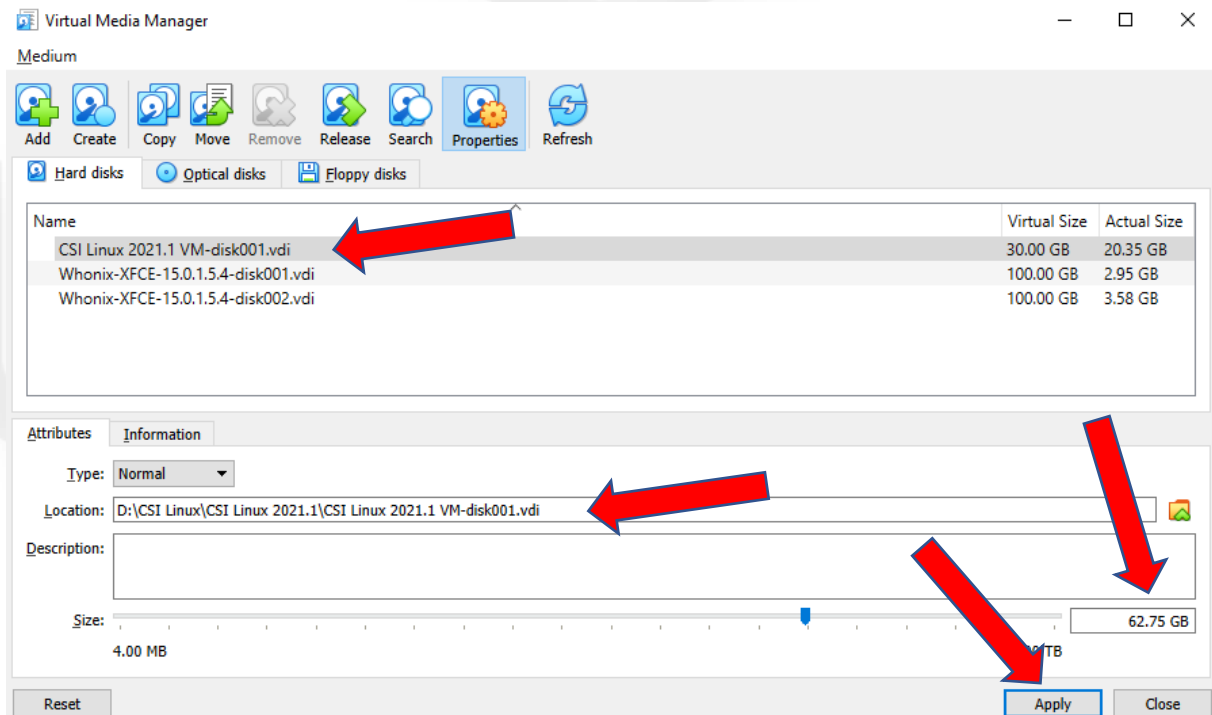 Virtual Media Manager
Medium
Add Create Copy Move Remove Release Search Properties Refresh
Hard disks Optical disks Floppy disks
Name Virtual Size Actual Size
CSI Linux 2021.1 VM-disk001.vdi 30.00 GB 20.35 GB
Whonix-XFCE-15.0.1.5.4-disk001.vdi 100.00 GB 2.95 GB
Whonix-XFCE-15.0.1.5.4-disk002.vdi 100.00 GB 3.58 GB
Attributes Information
Type: Normal
Location: D:\CSI Linux\CSI Linux 2021.1\CSI Linux 2021.1 VM-disk001.vdi
Description:
Size: 62.75 GB
4.00 MB TB
Reset Apply Close